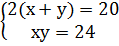 2(x + y) = 20
xy = 24